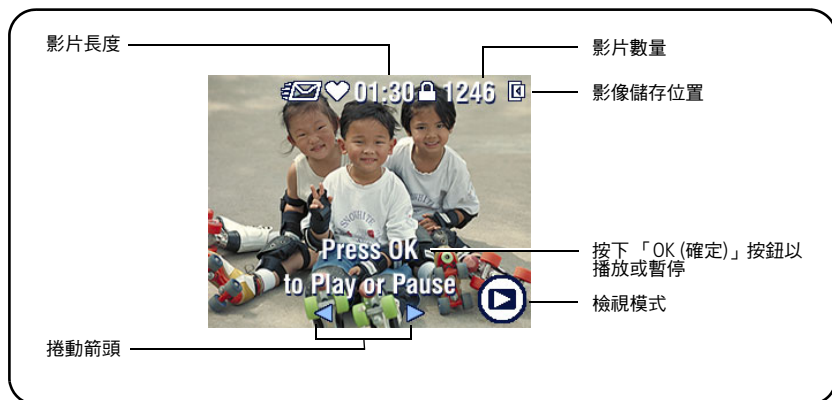 影片長度
影片數量
01:30 1246
影像儲存位置
Press OK
to Play or Pause
按下「OK (確定)」按鈕以
播放或暫停
檢視模式
捲動箭頭